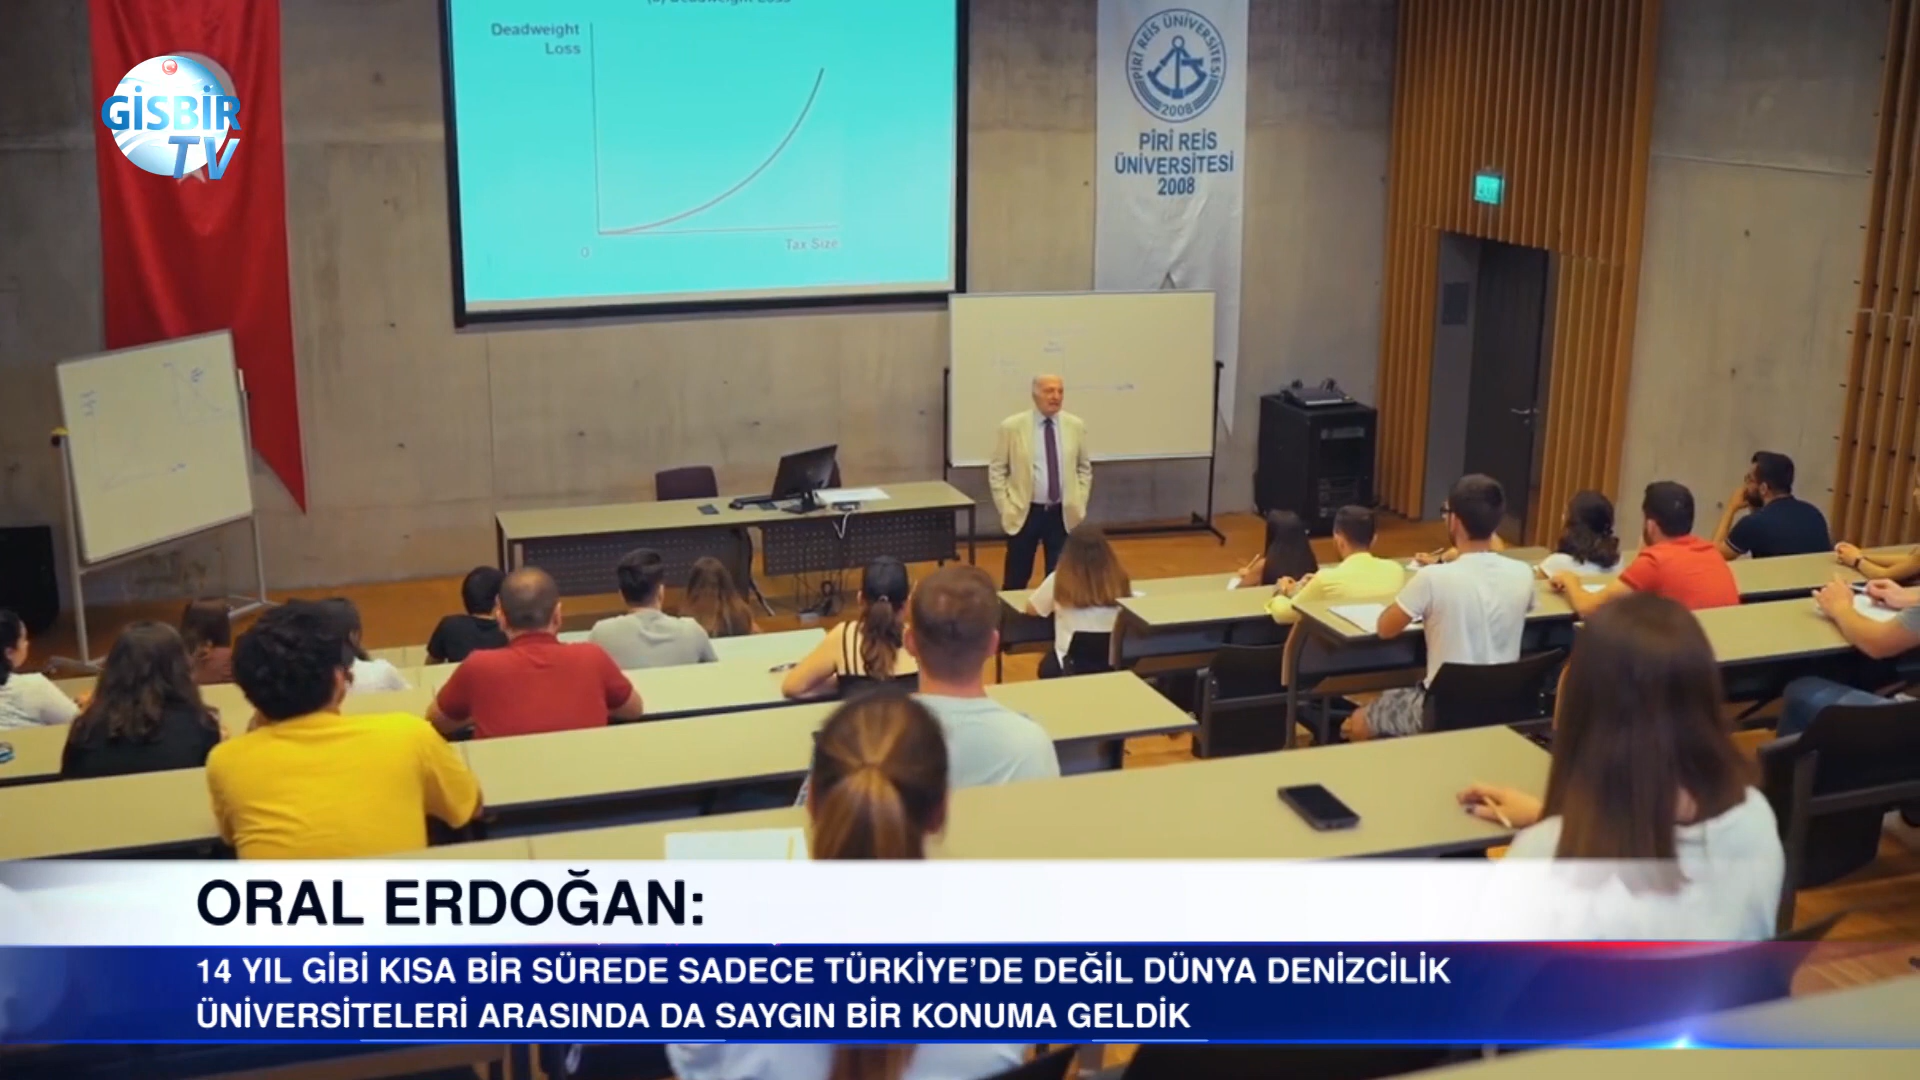 GİSBİR
TV
(b) Deadweight Loss
Deadweight
Loss
0
Tax Size
PİRİ REİS ÜNİVERSİTESİ
2008
PİRİ REİS
ÜNİVERSİTESİ
2008
ORAL ERDOĞAN:
14 YIL GİBİ KISA BİR SÜREDE SADECE TÜRKİYE’DE DEĞİL DÜNYA DENİZCİLİK
ÜNİVERSİTELERİ ARASINDA DA SAYGIN BİR KONUMA GELDİK